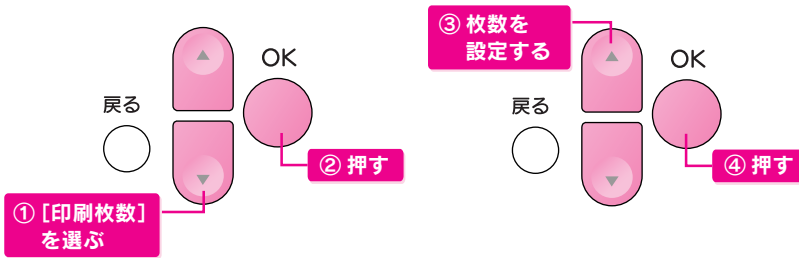 OK
戻る
② 押す
① [印刷枚数]
を選ぶ
③ 枚数を
設定する
OK
戻る
④ 押す